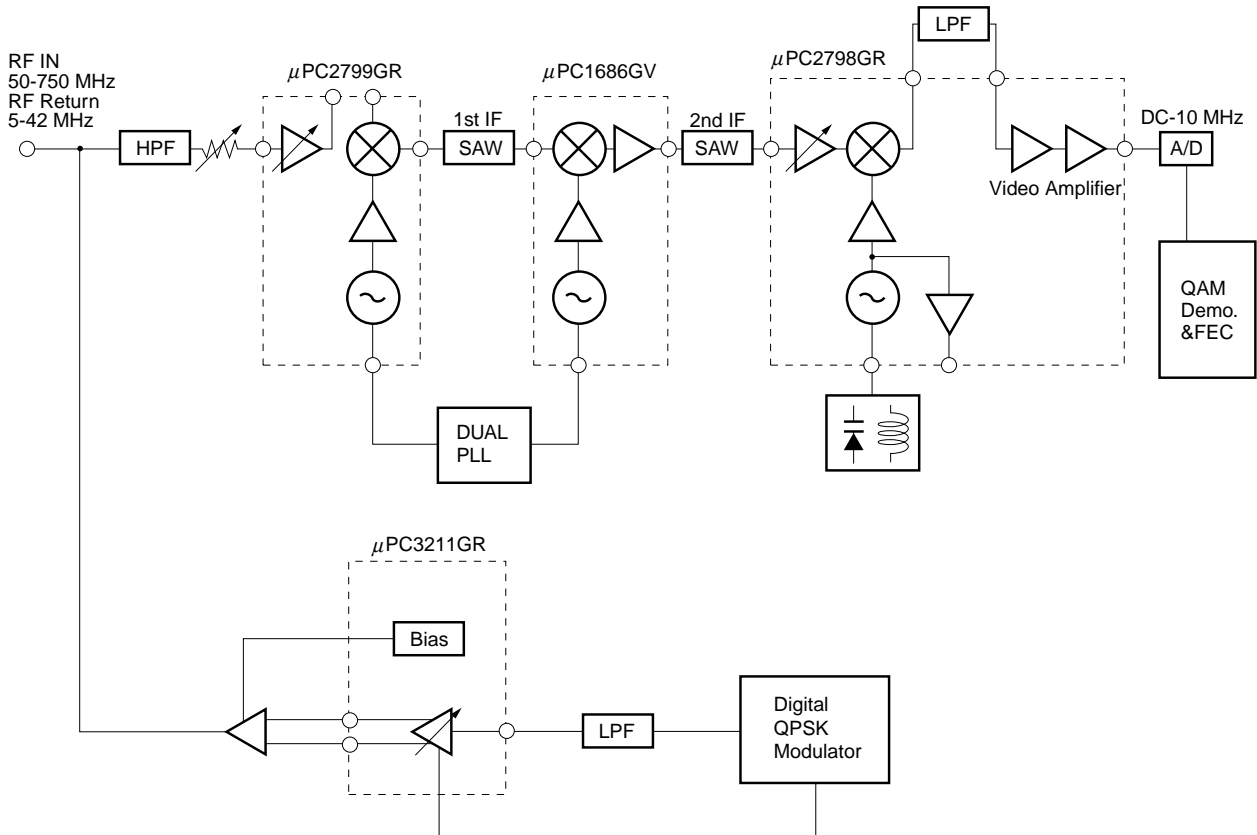 LPF
RF IN
50-750 MHz
RF Return
5-42 MHz
μPC2799GR
μPC1686GV
μPC2798GR
1st IF
2nd IF
DC-10 MHz
HPF
SAW
SAW
A/D
Video Amplifier
QAM
Demo.
&FEC
DUAL
PLL
μPC3211GR
Bias
LPF
Digital
QPSK
Modulator